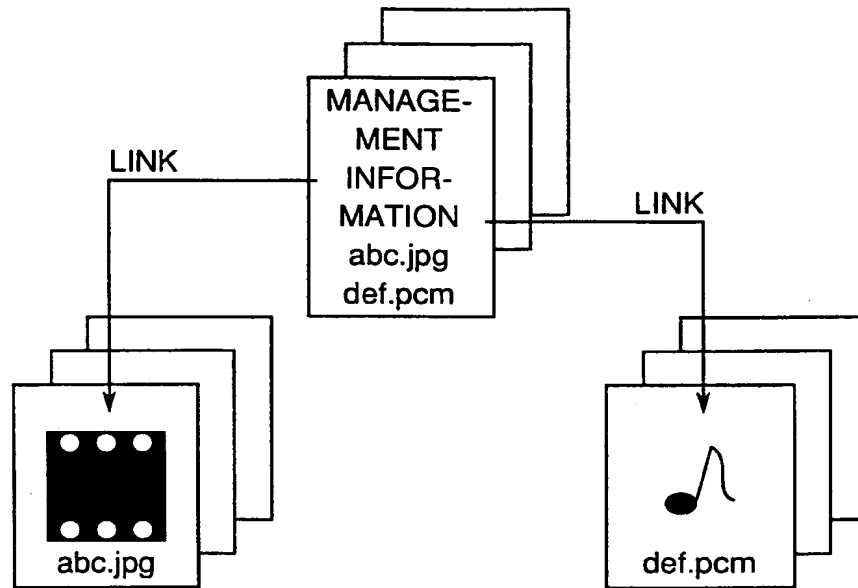 MANAGE-
MENT
INFOR-
MATION
abc.jpg
def.pcm
LINK
LINK
abc.jpg
def.pcm